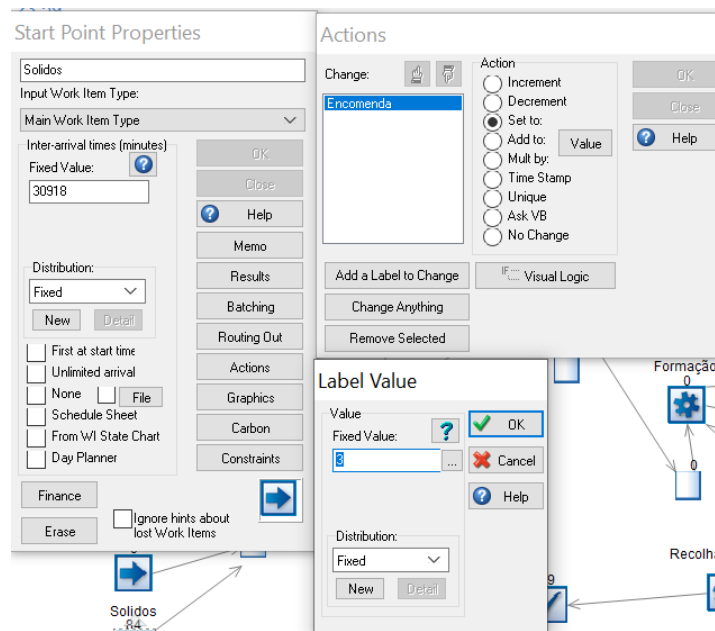 Start Point Properties
Solidos
Input Work Item Type:
Main Work Item Type
Inter-arrival times (minutes)
Fixed Value:
30918
Distribution:
Fixed
New
Detail
First at start time
Unlimited arrival
None
File
Schedule Sheet
From WI State Chart
Day Planner
Finance
Erase
Ignore hints about
lost Work Items
OK
Close
Help
Memo
Results
Batching
Routing Out
Actions
Graphics
Carbon
Constraints
Actions
Change:
Encomenda
Add a Label to Change
Change Anything
Remove Selected
Action
Increment
Decrement
Set to:
Add to:
Value
Mult by:
Time Stamp
Unique
Ask VB
No Change
IF
Visual Logic
OK
Close
Help
Label Value
Value
Fixed Value:
?
3
...
Distribution:
Fixed
New
Detail
OK
Cancel
Help
Formação
0
0
Recolh
9
Solidos
84